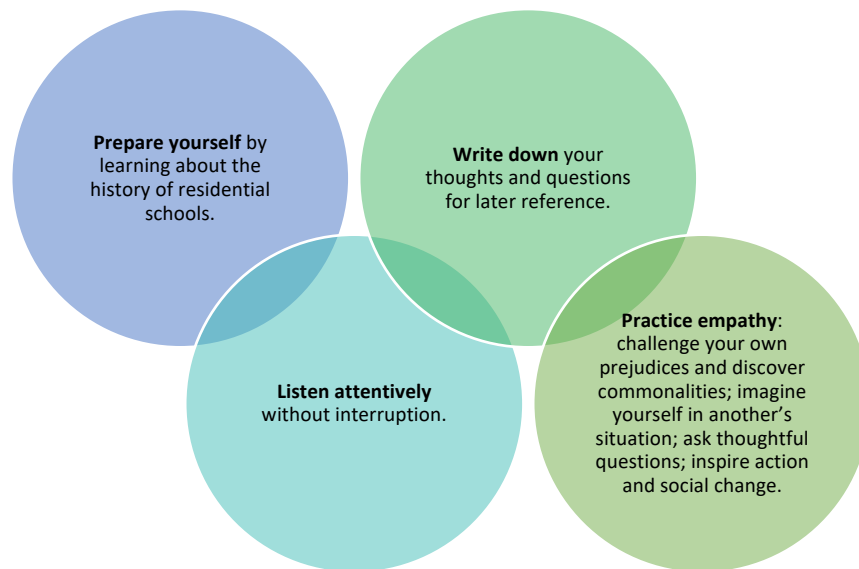 Prepare yourself by
learning about the
history of residential
schools.
Listen attentively
without interruption.
Write down your
thoughts and questions
for later reference.
Practice empathy:
challenge your own
prejudices and discover
commonalities; imagine
yourself in another’s
situation; ask thoughtful
questions; inspire action
and social change.